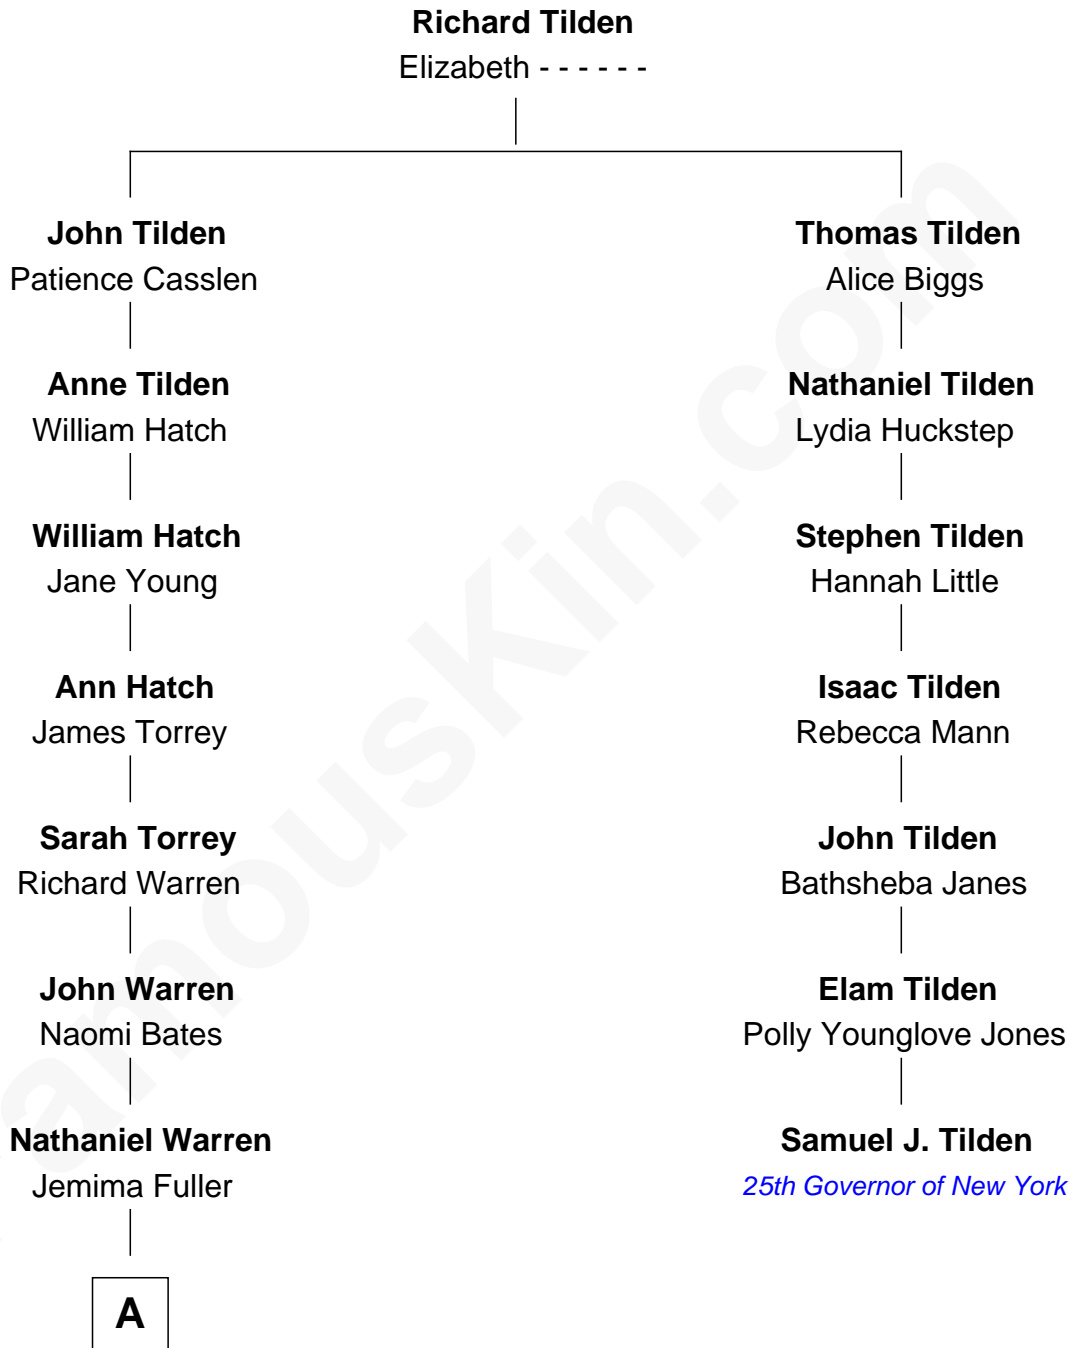 Richard Tilden
Elizabeth - - - - - -
John Tilden
Patience Casslen
Thomas Tilden
Alice Biggs
Anne Tilden
William Hatch
Nathaniel Tilden
Lydia Huckstep
William Hatch
Jane Young
Stephen Tilden
Hannah Little
Ann Hatch
James Torrey
Isaac Tilden
Rebecca Mann
Sarah Torrey
Richard Warren
John Tilden
Bathsheba Janes
John Warren
Naomi Bates
Elam Tilden
Polly Younglove Jones
Nathaniel Warren
Jemima Fuller
Samuel J. Tilden
25th Governor of New York
A
amouskin.com